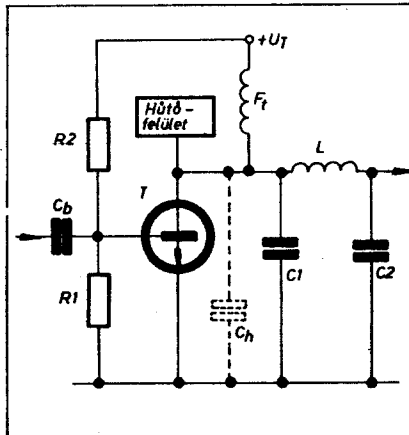 +U_T
Hűtő-
felület
F_t
R2
L
T
C_b
C1
C2
R1
C_h